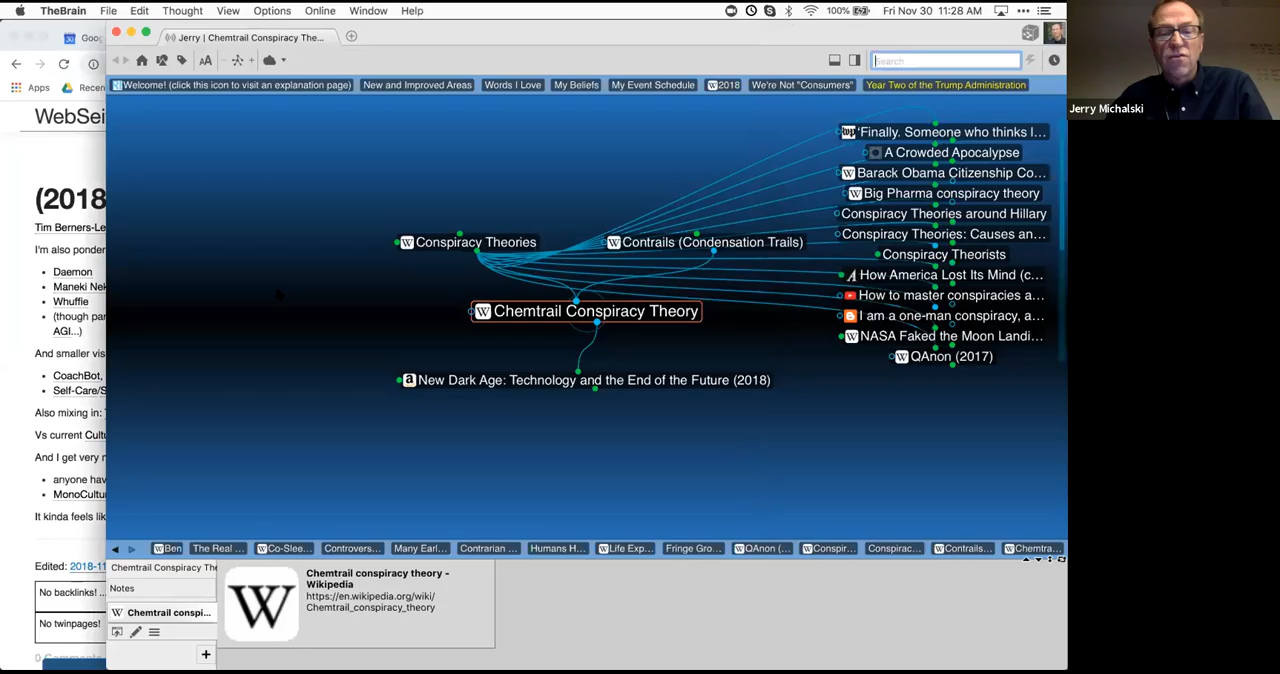 TheBrain File Edit Thought View Options Online Window Help 100% Fri Nov 30 11:28 AM
Goog
Jerry | Chemtrail Conspiracy The...
AA
Search
Apps
Recen
Welcome! (click this icon to visit an explanation page) New and Improved Areas Words I Love My Beliefs My Event Schedule 2018 We're Not "Consumers" Year Two of the Trump Administration
Jerry Michalski
WebSei
(2018
Tim Berners-Le
I'm also ponder
Daemon
Maneki Nek
Whuffie
(though par
AGI...)
And smaller vis
CoachBot,
Self-Care/S
Also mixing in:
Vs current Cultu
And I get very r
anyone hav
MonoCultu
It kinda feels lik
Edited: 2018-11
No backlinks! ..
No twinpages!
0 Comments
'Finally. Someone who thinks l...
A Crowded Apocalypse
Barack Obama Citizenship Co...
Big Pharma conspiracy theory
Conspiracy Theories around Hillary
Conspiracy Theories: Causes an...
Conspiracy Theorists
How America Lost Its Mind (c...
How to master conspiracies a...
I am a one-man conspiracy, a...
NASA Faked the Moon Landi...
QAnon (2017)
Conspiracy Theories
Contrails (Condensation Trails)
Chemtrail Conspiracy Theory
New Dark Age: Technology and the End of the Future (2018)
Ben The Real ... Co-Slee... Controvers... Many Earl... Contrarian ... Humans H... Life Exp... Fringe Gro... QAnon (... Conspir... Conspirac... Contrails... Chemtra...
Chemtrail Conspiracy The
Notes
Chemtrail conspi...
W
Chemtrail conspiracy theory -
Wikipedia
https://en.wikipedia.org/wiki/
Chemtrail_conspiracy_theory